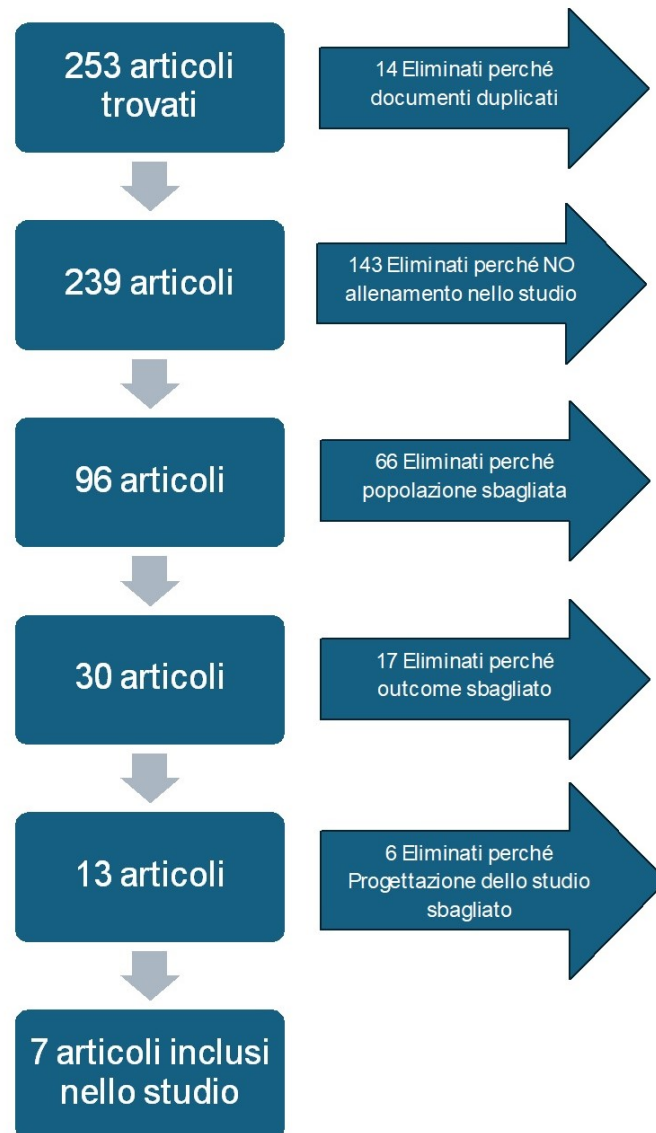 253 articoli
trovati
14 Eliminati perché
documenti duplicati
239 articoli
143 Eliminati perché NO
allenamento nello studio
96 articoli
66 Eliminati perché
popolazione sbagliata
30 articoli
17 Eliminati perché
outcome sbagliato
13 articoli
6 Eliminati perché
Progettazione dello studio
sbagliato
7 articoli inclusi
nello studio